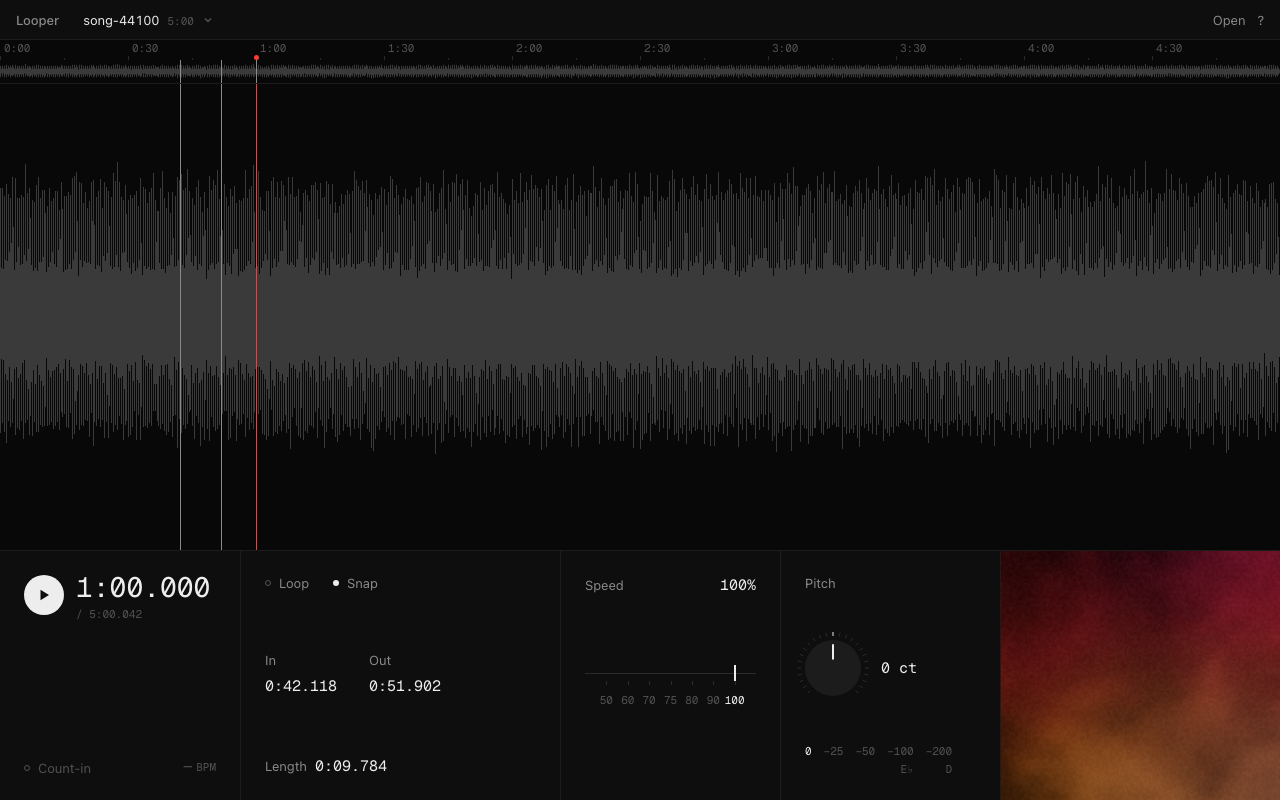 Looper song-44100 5:00 Open ?
0:00 0:30 1:00 1:30 2:00 2:30 3:00 3:30 4:00 4:30
1:00.000
/ 5:00.042
Count-in — BPM
Loop Snap
In Out
0:42.118 0:51.902
Length 0:09.784
Speed 100%
50 60 70 75 80 90 100
Pitch
0 ct
0 −25 −50 −100 −200
E♭ D